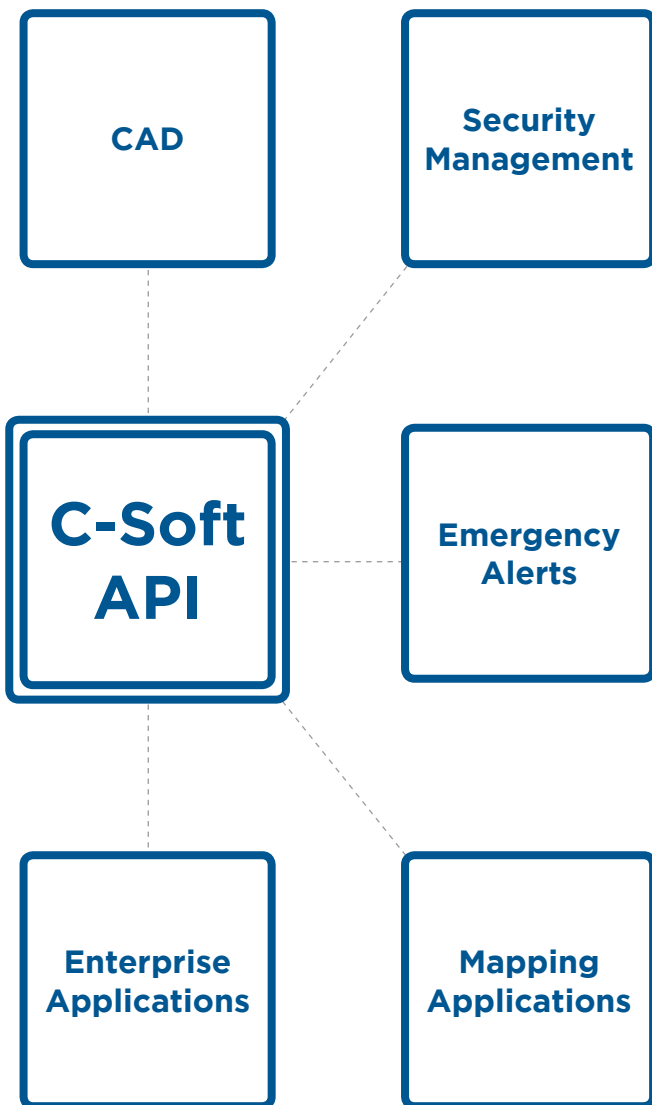 CAD
Security
Management
C-Soft
API
Emergency
Alerts
Enterprise
Applications
Mapping
Applications